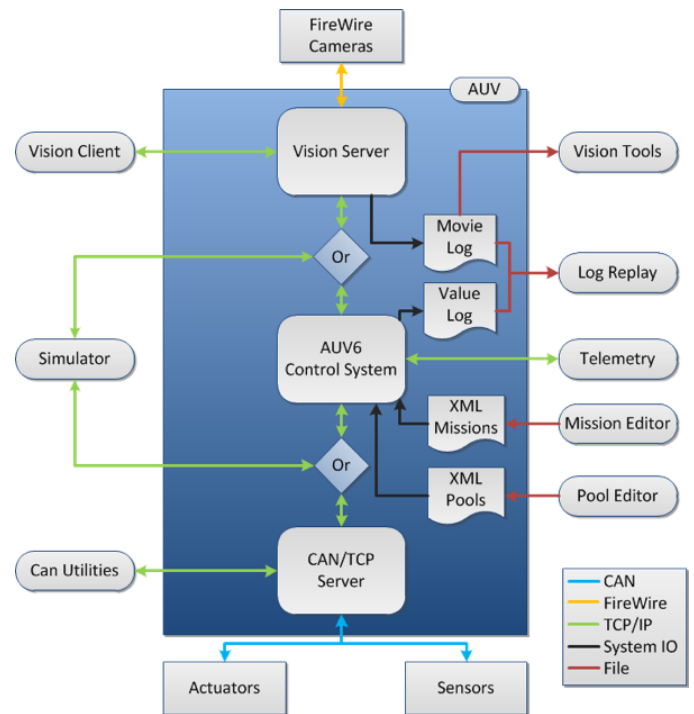 FireWire
Cameras
AUV
Vision Client
Vision Server
Vision Tools
Movie
Log
Or
Log Replay
Value
Log
Simulator
AUV6
Control System
Telemetry
XML
Missions
Mission Editor
Or
XML
Pools
Pool Editor
Can Utilities
CAN/TCP
Server
CAN
FireWire
TCP/IP
System IO
File
Actuators
Sensors